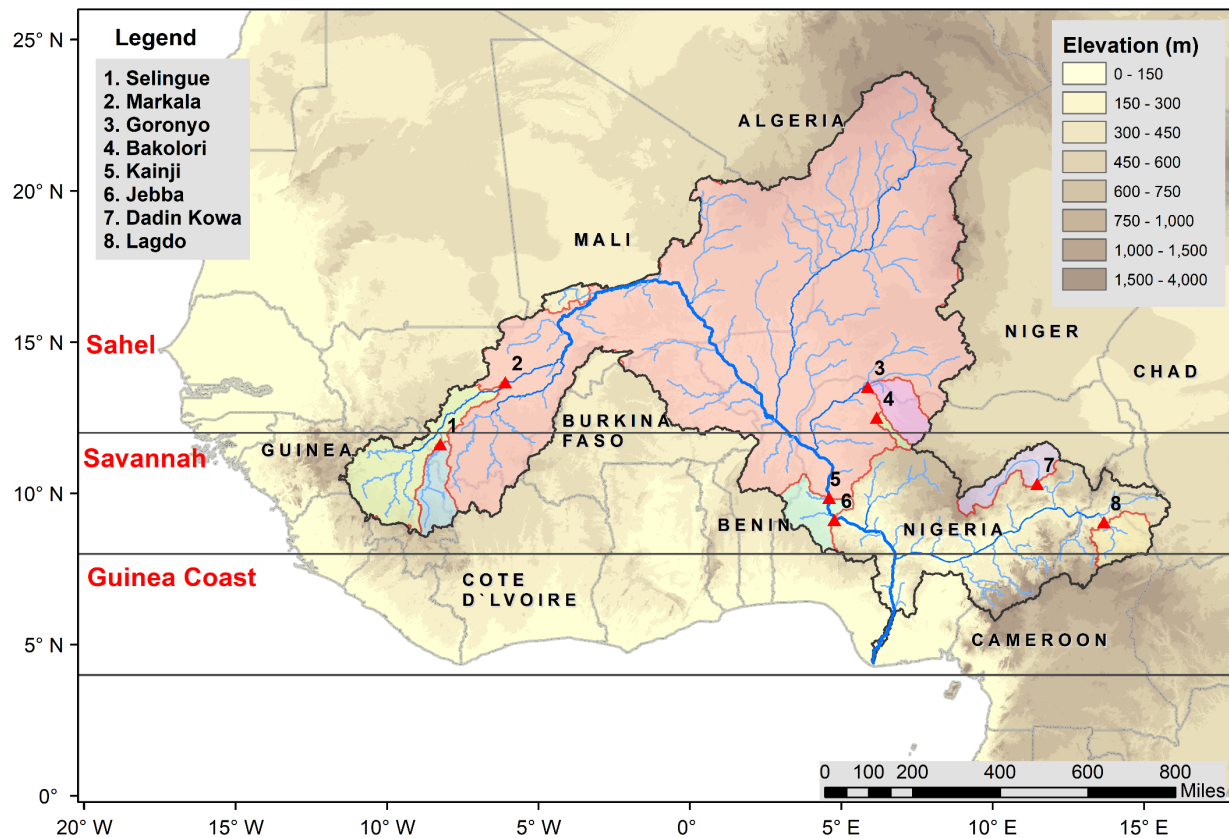 Legend
1. Selingue
2. Markala
3. Goronyo
4. Bakolori
5. Kainji
6. Jebba
7. Dadin Kowa
8. Lagdo
Elevation (m)
0 - 150
150 - 300
300 - 450
450 - 600
600 - 750
750 - 1,000
1,000 - 1,500
1,500 - 4,000
25° N
20° N
15° N
10° N
5° N
0°
ALGERIA
MALI
NIGER
CHAD
Sahel
2
3
4
BURKINA
FASO
1
GUINEA
Savannah
7
5
6
8
BENIN
NIGERIA
Guinea Coast
COTE
D`LVOIRE
CAMEROON
0 100 200 400 600 800
Miles
20° W
15° W
10° W
5° W
0°
5° E
10° E
15° E